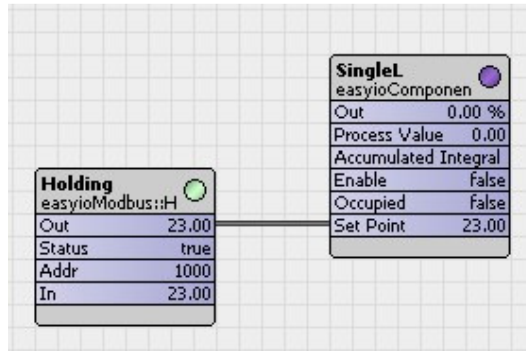 SingleL
easyioComponen
Out 0.00 %
Process Value 0.00
Accumulated Integral
Enable false
Occupied false
Set Point 23.00
Holding
easyioModbus::H
Out 23.00
Status true
Addr 1000
In 23.00